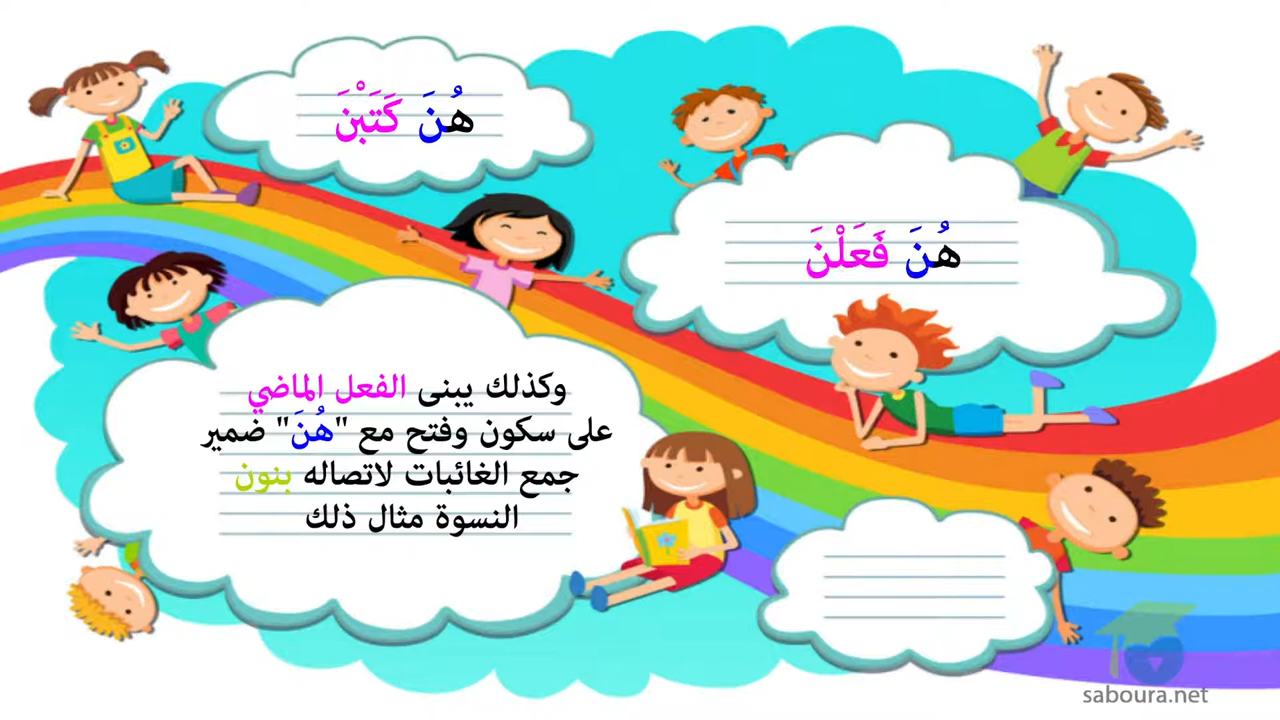 هُنَ كَتَبْنَ
هُنَ فَعَلْنَ
وكذلك يبنى الفعل الماضي
على سكون وفتح مع "هُنَ" ضمير
جمع الغائبات لاتصاله بنون
النسوة مثال ذلك
saboura.net